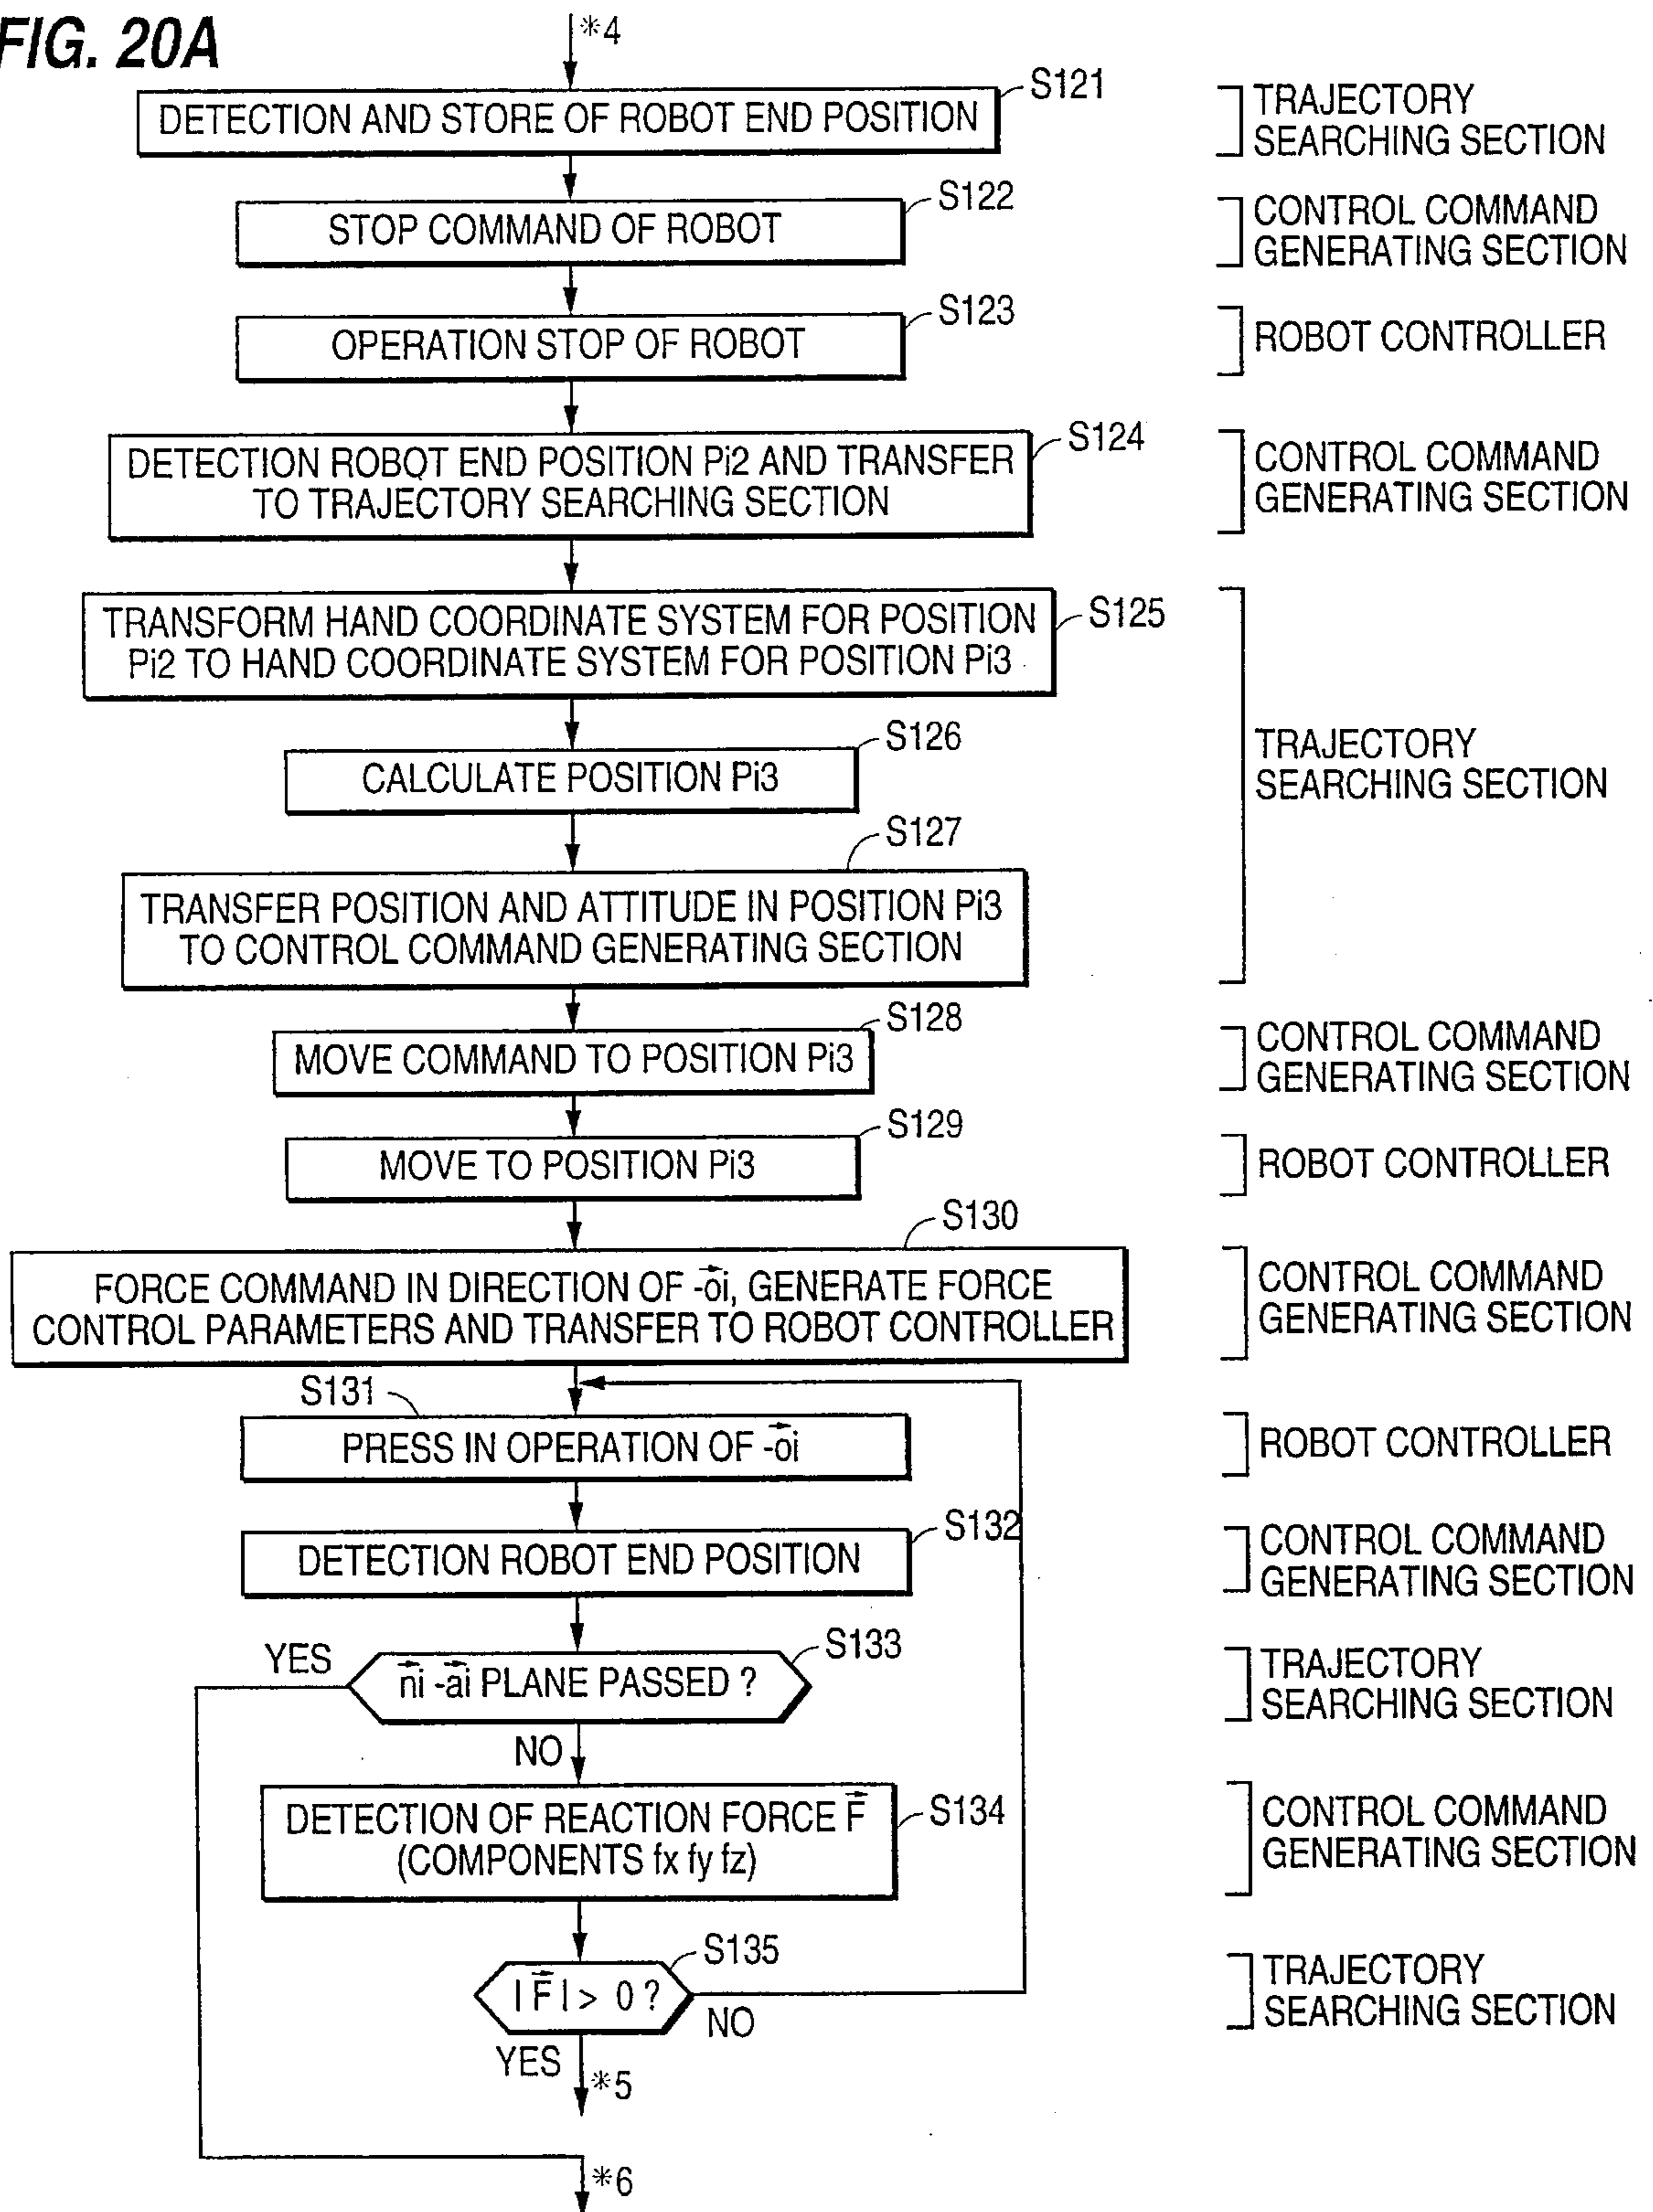 FIG. 20A
*4
S121
DETECTION AND STORE OF ROBOT END POSITION
TRAJECTORY
SEARCHING SECTION
S122
STOP COMMAND OF ROBOT
CONTROL COMMAND
GENERATING SECTION
S123
OPERATION STOP OF ROBOT
ROBOT CONTROLLER
S124
DETECTION ROBOT END POSITION Pi2 AND TRANSFER
TO TRAJECTORY SEARCHING SECTION
CONTROL COMMAND
GENERATING SECTION
S125
TRANSFORM HAND COORDINATE SYSTEM FOR POSITION
Pi2 TO HAND COORDINATE SYSTEM FOR POSITION Pi3
S126
CALCULATE POSITION Pi3
TRAJECTORY
SEARCHING SECTION
S127
TRANSFER POSITION AND ATTITUDE IN POSITION Pi3
TO CONTROL COMMAND GENERATING SECTION
S128
MOVE COMMAND TO POSITION Pi3
CONTROL COMMAND
GENERATING SECTION
S129
MOVE TO POSITION Pi3
ROBOT CONTROLLER
S130
FORCE COMMAND IN DIRECTION OF -o⃗i, GENERATE FORCE
CONTROL PARAMETERS AND TRANSFER TO ROBOT CONTROLLER
CONTROL COMMAND
GENERATING SECTION
S131
PRESS IN OPERATION OF -o⃗i
ROBOT CONTROLLER
S132
DETECTION ROBOT END POSITION
CONTROL COMMAND
GENERATING SECTION
S133
YES
n⃗i -a⃗i PLANE PASSED ?
TRAJECTORY
SEARCHING SECTION
NO
S134
DETECTION OF REACTION FORCE F⃗
(COMPONENTS fx fy fz)
CONTROL COMMAND
GENERATING SECTION
S135
| F⃗ | > 0 ?
NO
TRAJECTORY
SEARCHING SECTION
YES
*5
*6